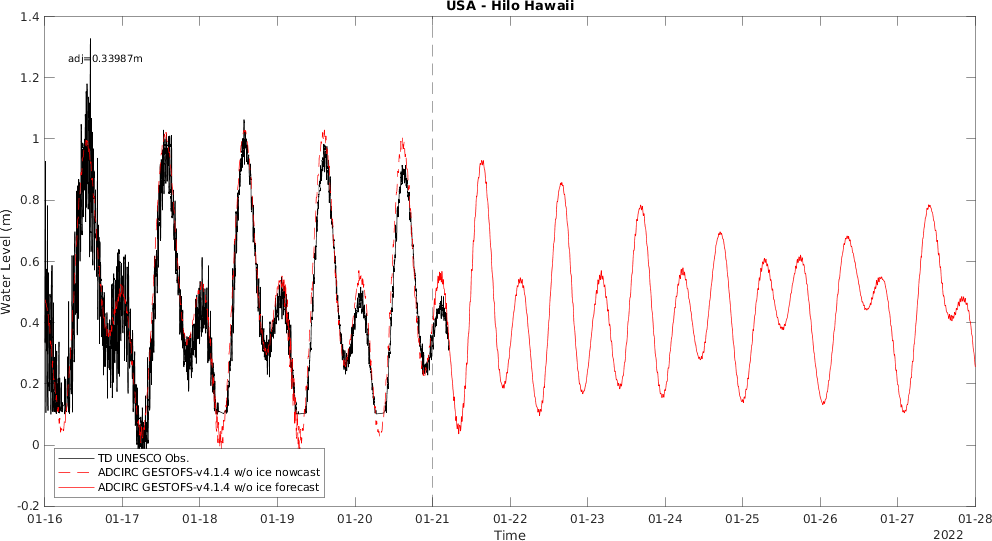 USA - Hilo Hawaii
adj=0.33987m
Water Level (m)
1.4
1.2
1
0.8
0.6
0.4
0.2
0
-0.2
TD UNESCO Obs.
ADCIRC GESTOFS-v4.1.4 w/o ice nowcast
ADCIRC GESTOFS-v4.1.4 w/o ice forecast
01-16 01-17 01-18 01-19 01-20 01-21 01-22 01-23 01-24 01-25 01-26 01-27 01-28
Time
2022